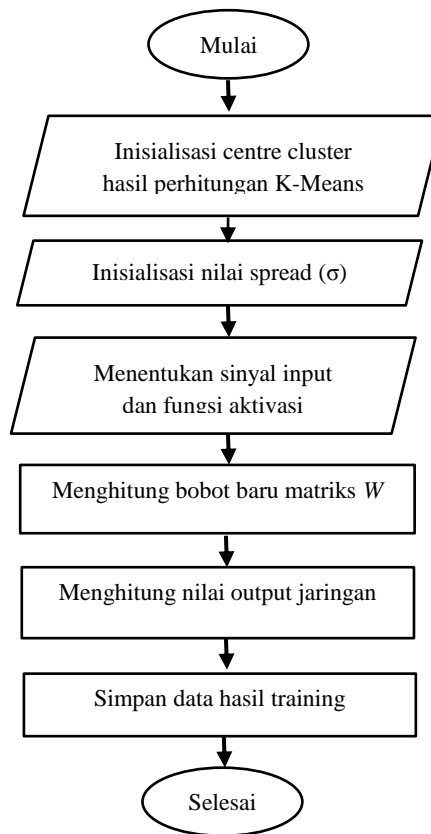 Mulai
Inisialisasi centre cluster
hasil perhitungan K-Means
Inisialisasi nilai spread (σ)
Menentukan sinyal input
dan fungsi aktivasi
Menghitung bobot baru matriks W
Menghitung nilai output jaringan
Simpan data hasil training
Selesai